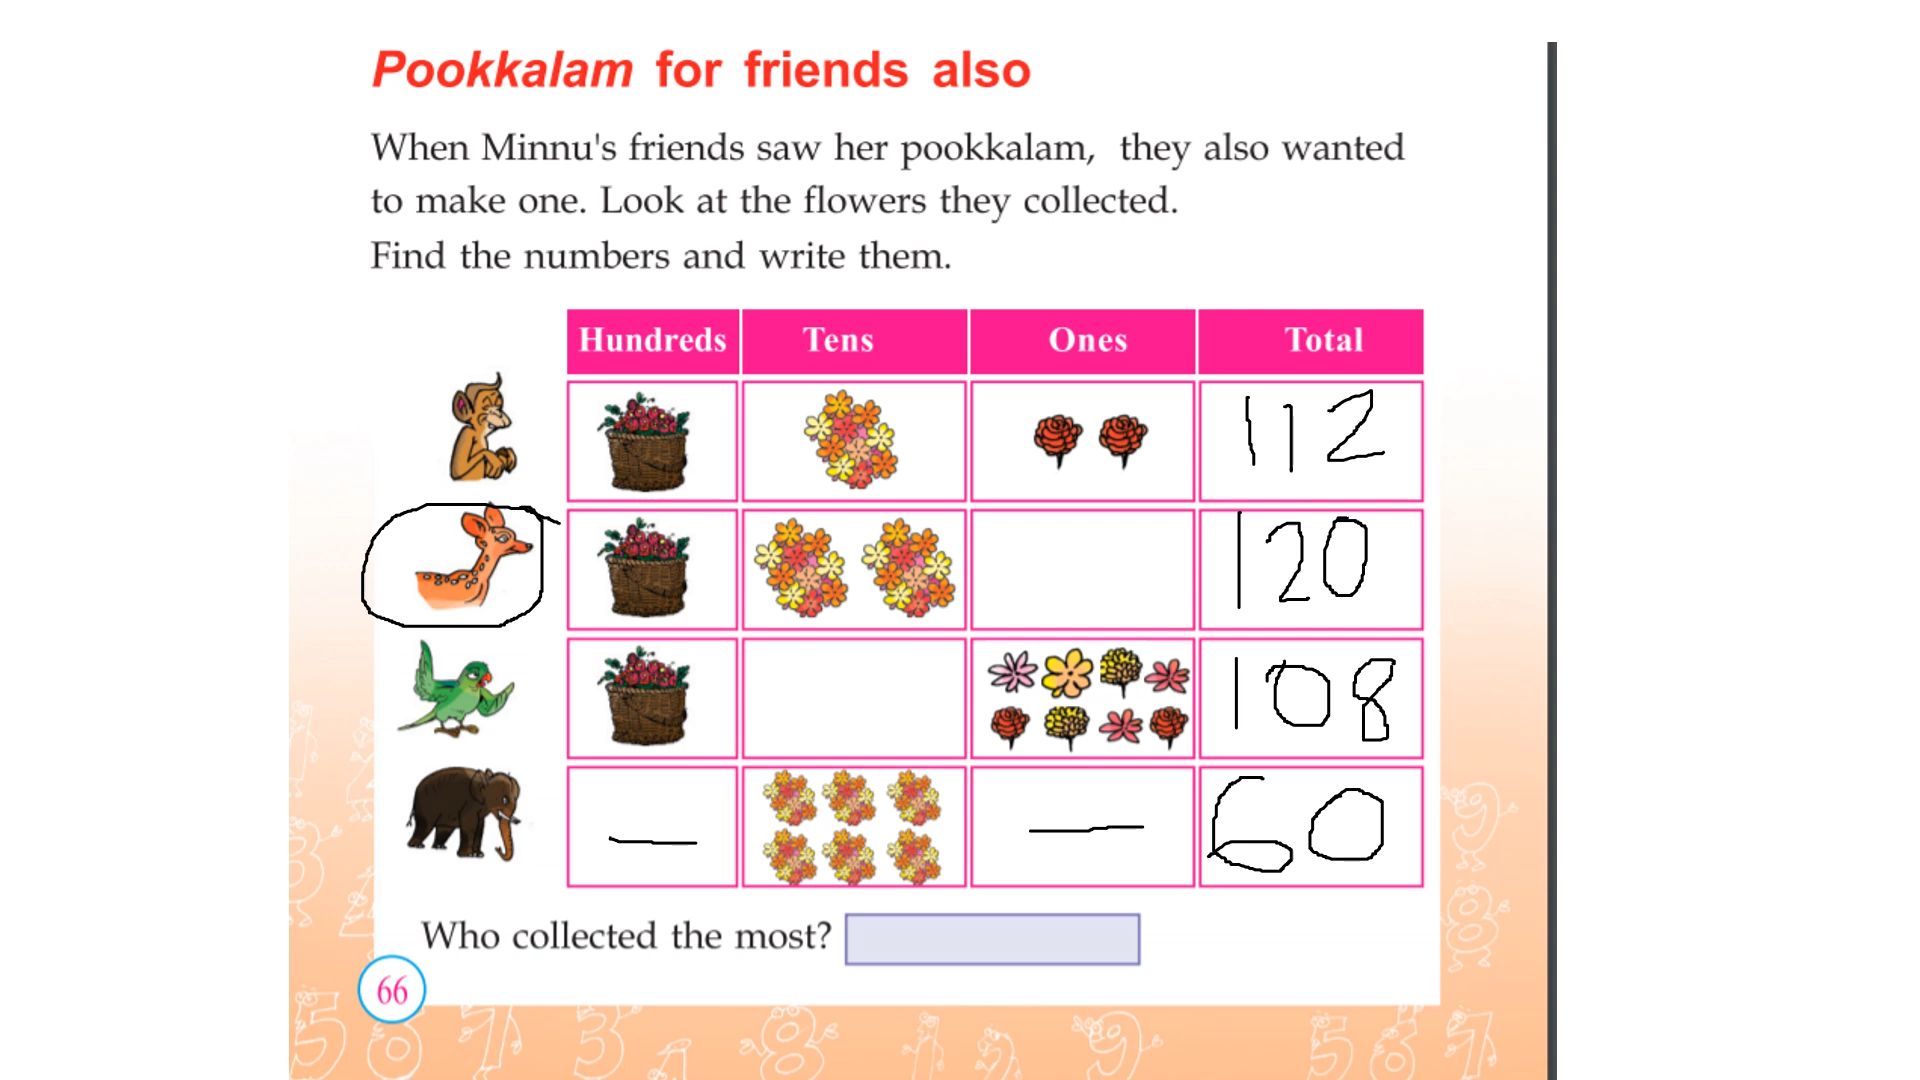 Pookkalam for friends also
When Minnu's friends saw her pookkalam, they also wanted
to make one. Look at the flowers they collected.
Find the numbers and write them.
Hundreds Tens Ones Total
112
120
108
60
Who collected the most?
66